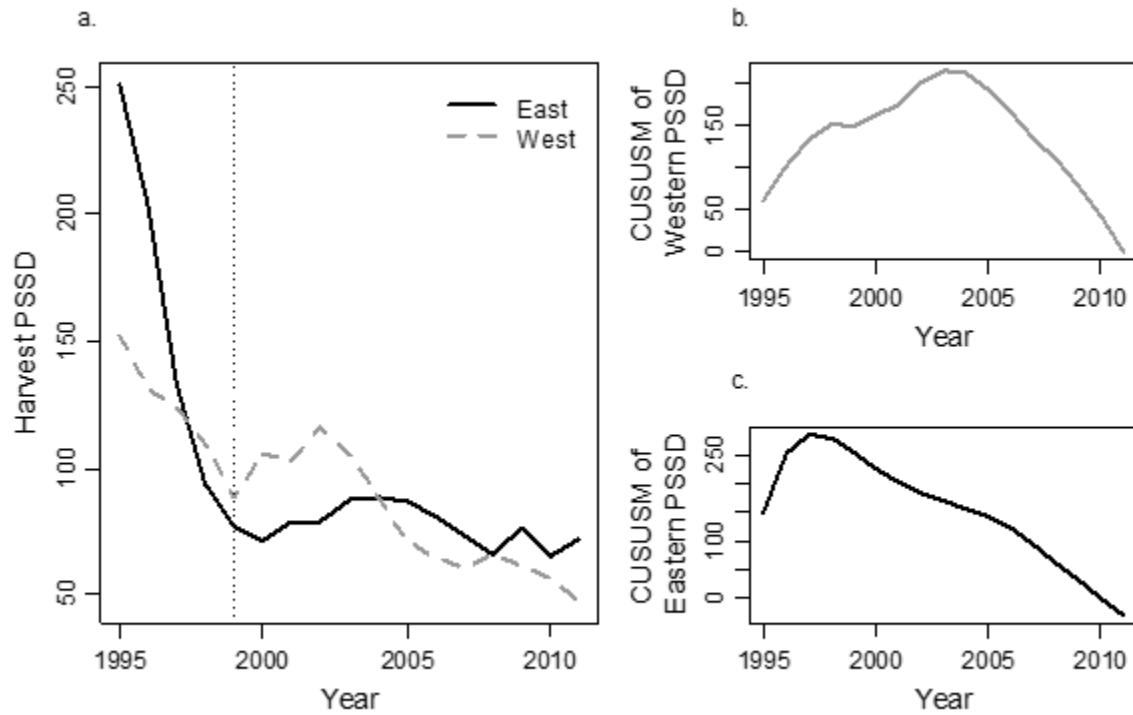 a.
Harvest PSSD
250
200
150
100
50
East
West
1995
2000
2005
2010
Year
b.
CUSUSM of
Western PSSD
150
50
0
1995
2000
2005
2010
Year
c.
CUSUSM of
Eastern PSSD
250
100
0
1995
2000
2005
2010
Year